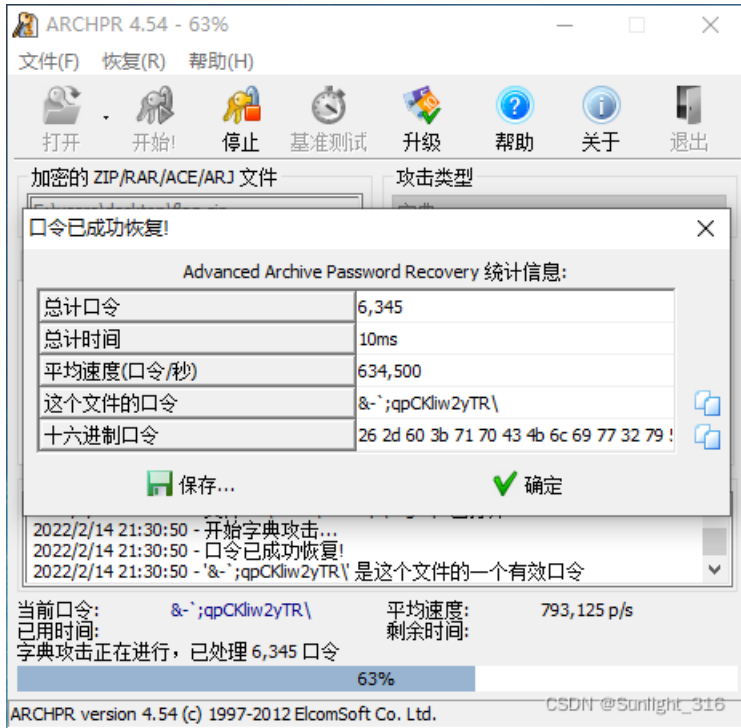 ARCHPR 4.54 - 63%
文件(F) 恢复(R) 帮助(H)
打开 开始! 停止 基准测试 升级 帮助 关于 退出
加密的 ZIP/RAR/ACE/ARJ 文件 攻击类型
口令已成功恢复!
Advanced Archive Password Recovery 统计信息:
总计口令 6,345
总计时间 10ms
平均速度(口令/秒) 634,500
这个文件的口令 &-`;qpCKliw2yTR\
十六进制口令 26 2d 60 3b 71 70 43 4b 6c 69 77 32 79
保存... 确定
2022/2/14 21:30:50 - 开始字典攻击...
2022/2/14 21:30:50 - 口令已成功恢复!
2022/2/14 21:30:50 - '&-`;qpCKliw2yTR\' 是这个文件的一个有效口令
当前口令: &-`;qpCKliw2yTR\ 平均速度: 793,125 p/s
已用时间: 剩余时间:
字典攻击正在进行，已处理 6,345 口令
63%
ARCHPR version 4.54 (c) 1997-2012 ElcomSoft Co. Ltd.
CSDN @Sunlight_316